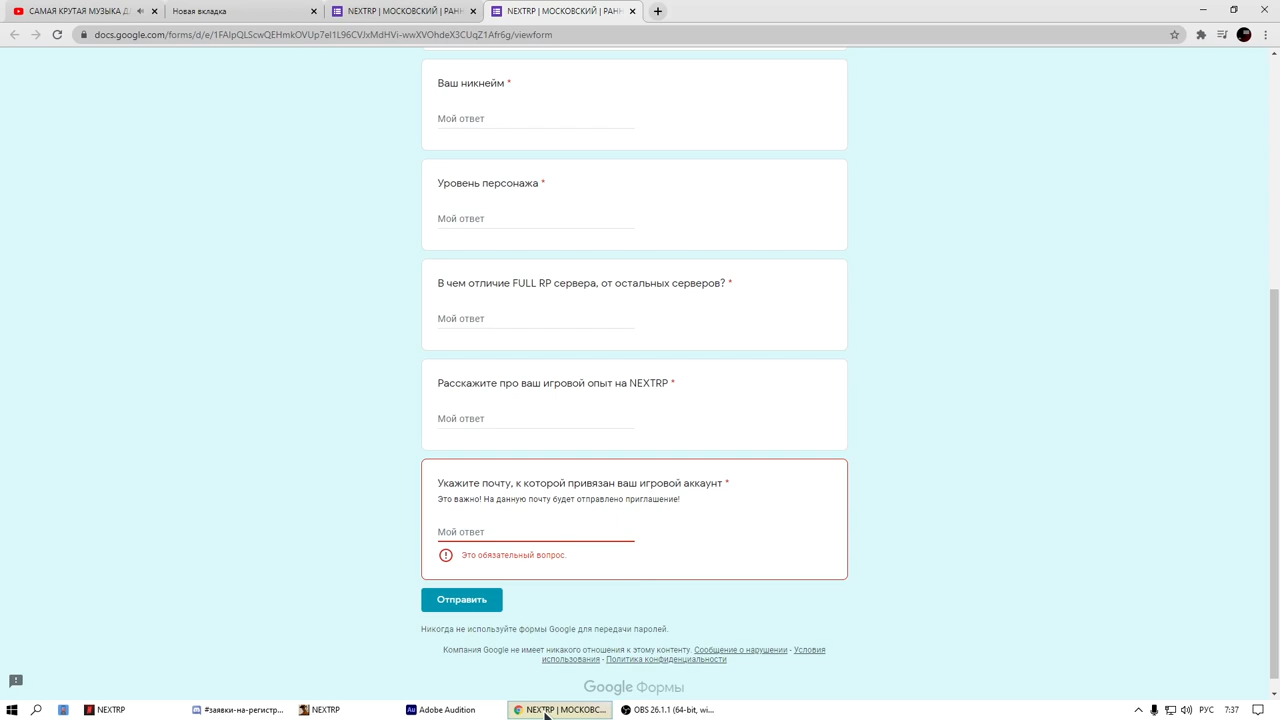 САМАЯ КРУТАЯ МУЗЫКА Д
Новая вкладка
NEXTRP | МОСКОВСКИЙ | РАНН
NEXTRP | МОСКОВСКИЙ | РАНН
docs.google.com/forms/d/e/1FAIpQLScwQEHmkOVUp7eI1L96CVJxMdHVi-wwXVOhdeX3CUqZ1Afr6g/viewform
Ваш никнейм *
Мой ответ
Уровень персонажа *
Мой ответ
В чем отличие FULL RP сервера, от остальных серверов? *
Мой ответ
Расскажите про ваш игровой опыт на NEXTRP *
Мой ответ
Укажите почту, к которой привязан ваш игровой аккаунт *
Это важно! На данную почту будет отправлено приглашение!
Мой ответ
Это обязательный вопрос.
Отправить
Никогда не используйте формы Google для передачи паролей.
Компания Google не имеет никакого отношения к этому контенту. Сообщение о нарушении - Условия
использования - Политика конфиденциальности
Google Формы
NEXTRP
#заявки-на-регистр...
NEXTRP
Adobe Audition
NEXTRP | МОСКОВС...
OBS 26.1.1 (64-bit, wi...
РУС
7:37